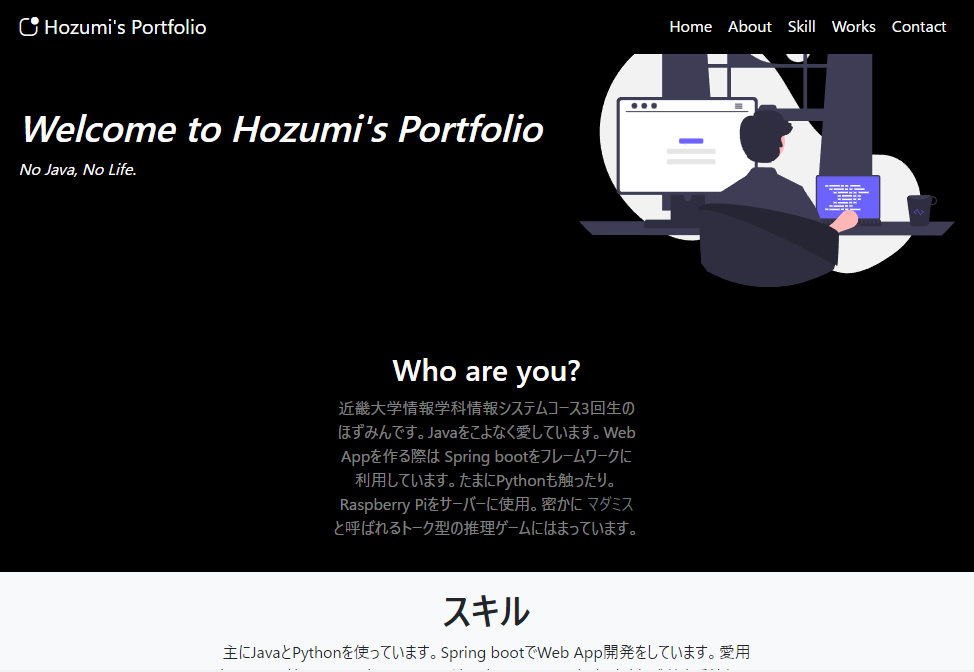 Hozumi's Portfolio
Home About Skill Works Contact
Welcome to Hozumi's Portfolio
No Java, No Life.
Who are you?
近畿大学情報学科情報システムコース3回生の
ほずみんです。Javaをこよなく愛しています。Web
Appを作る際は Spring bootをフレームワークに
利用しています。たまにPythonも触ったり。
Raspberry Piをサーバーに使用。密かに マダミス
と呼ばれるトーク型の推理ゲームにはまっています。
スキル
主にJavaとPythonを使っています。Spring bootでWeb App開発をしています。愛用